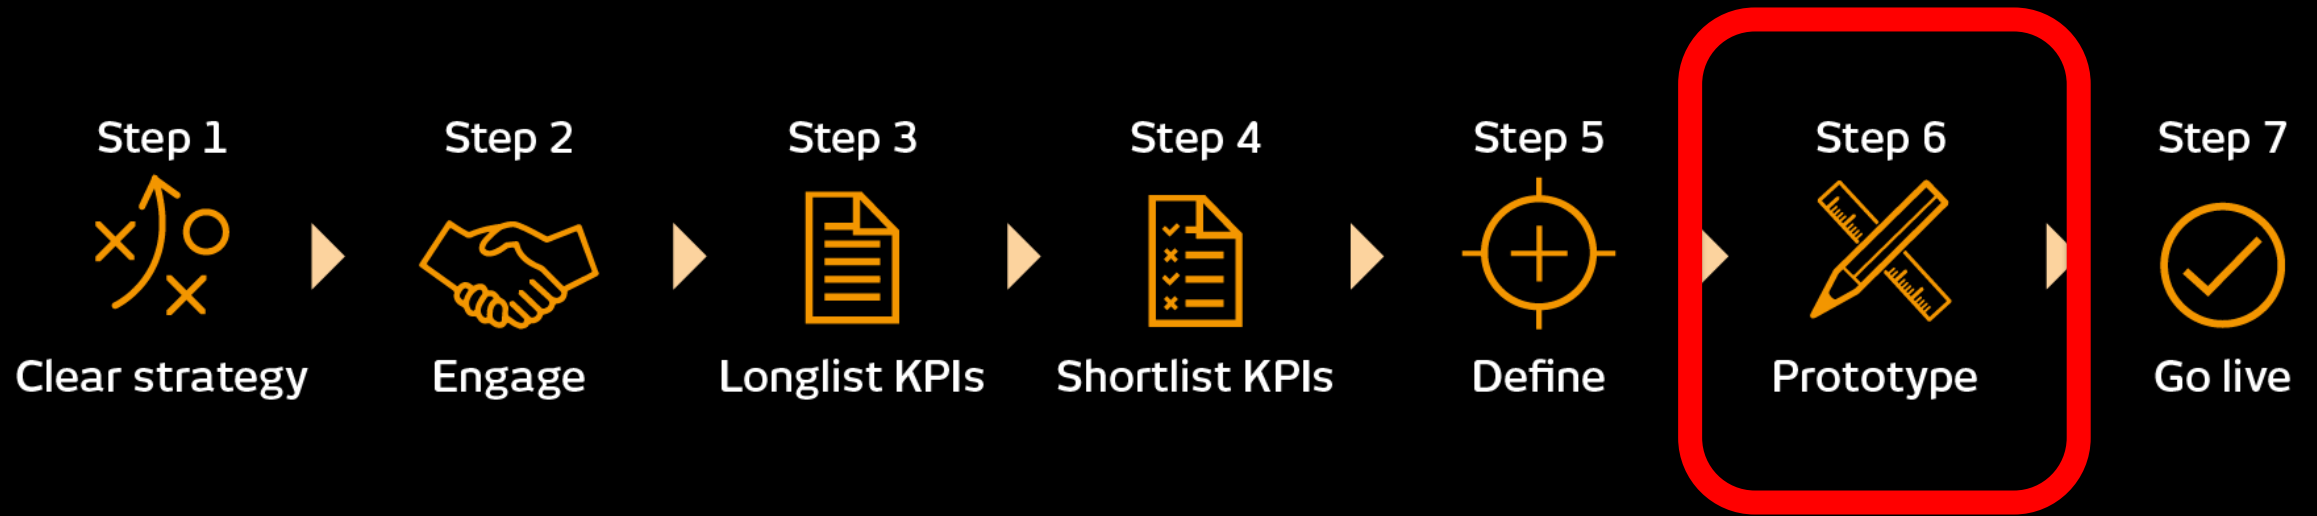 Step 1
Step 2
Step 3
Step 4
Step 5
Step 6
Step 7
Clear strategy
Engage
Longlist KPIs
Shortlist KPIs
Define
Prototype
Go live